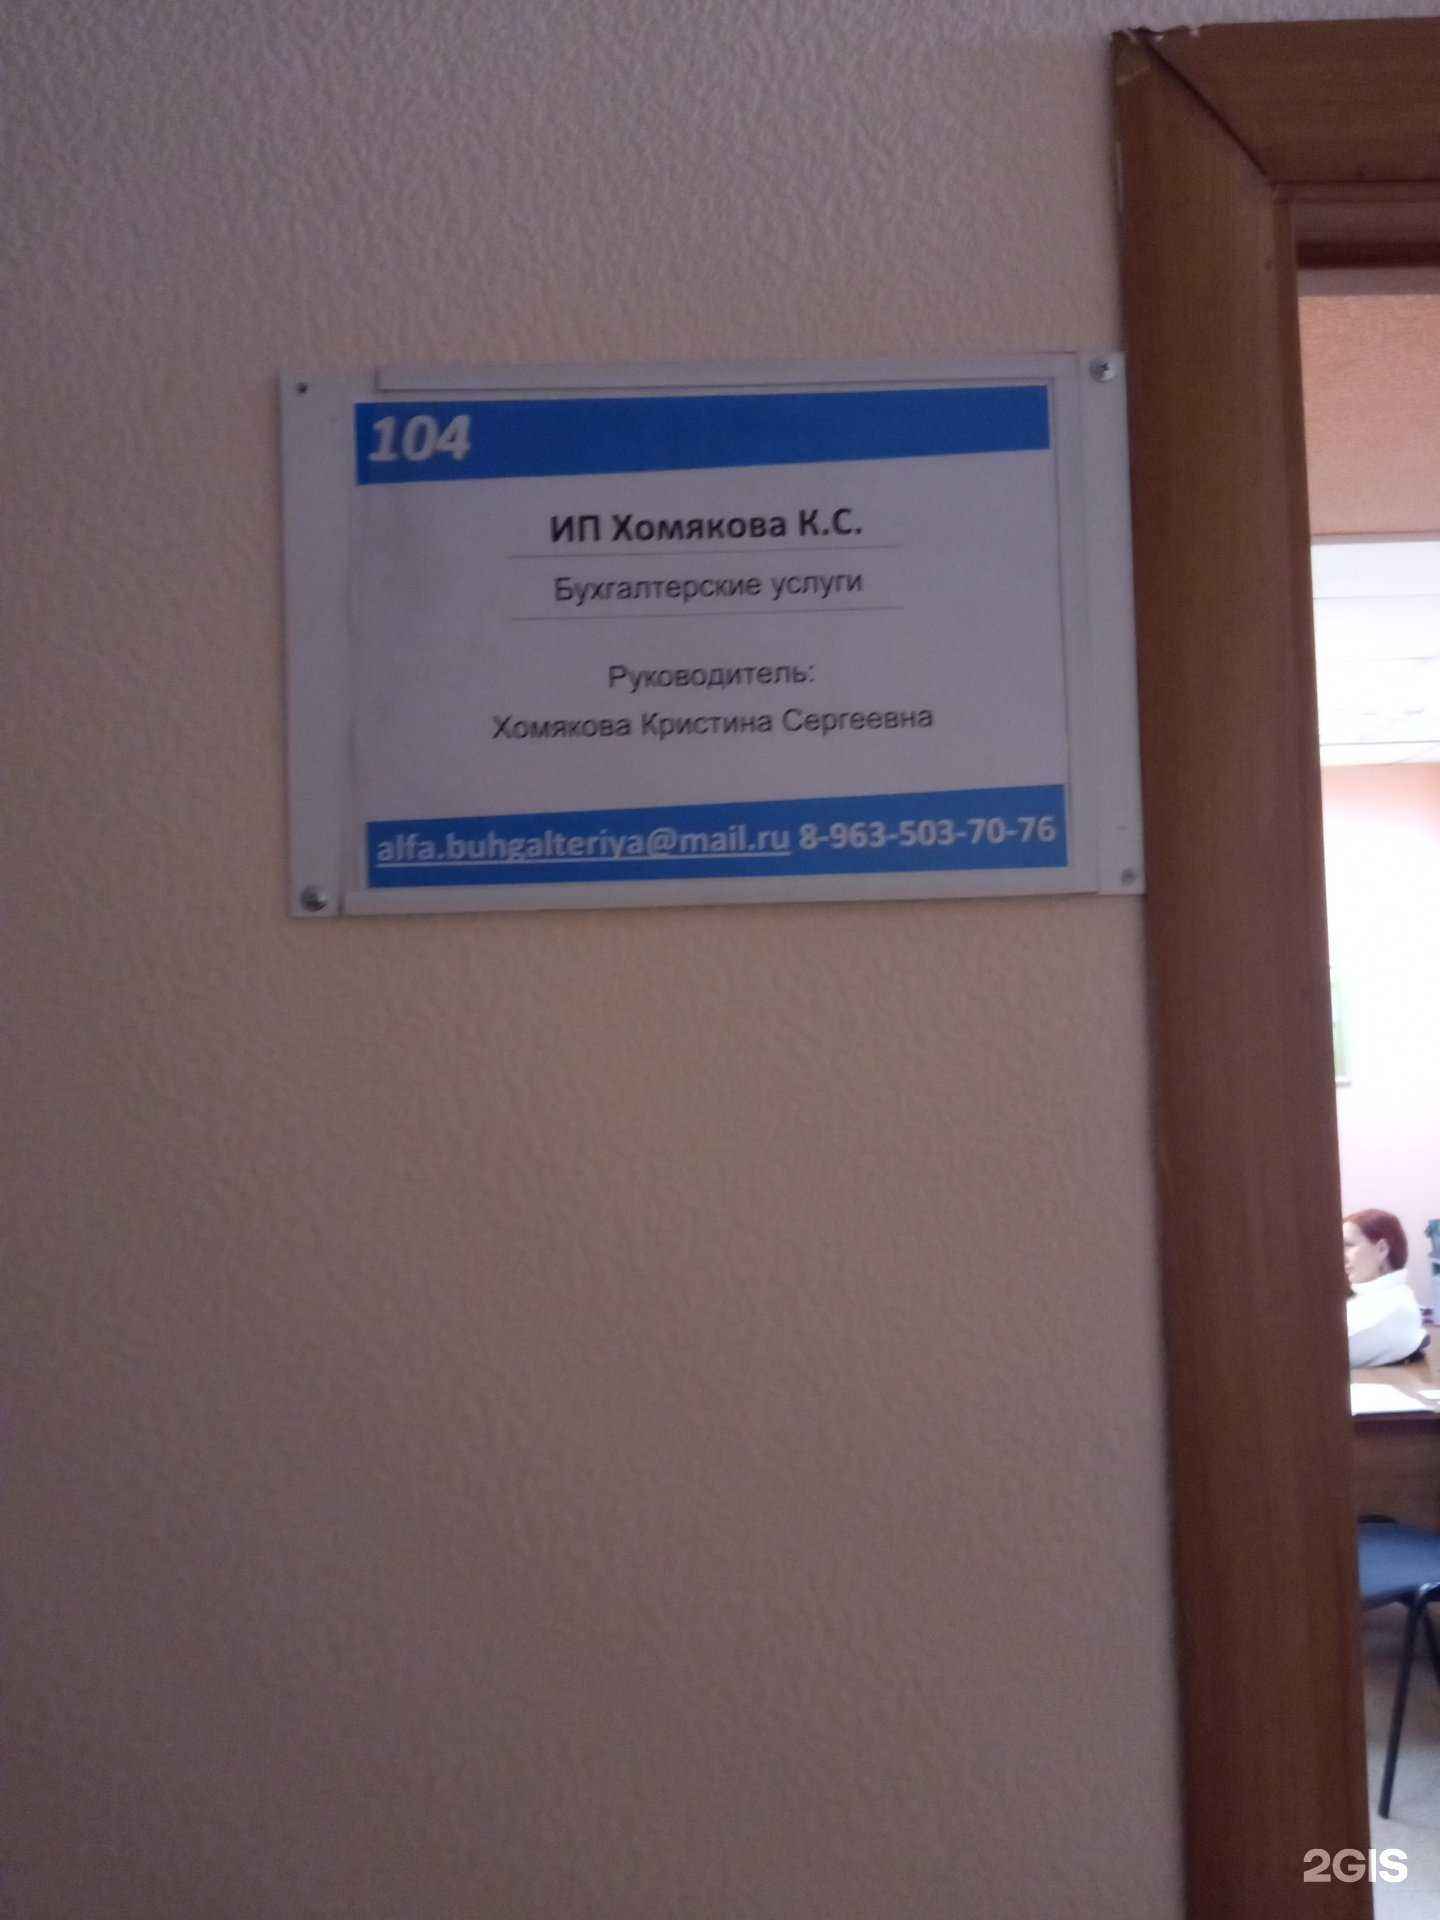 104
ИП Хомякова К.С.
Бухгалтерские услуги
Руководитель:
Хомякова Кристина Сергеевна
alfa.buhgalteriya@mail.ru 8-963-503-70-76
2GIS